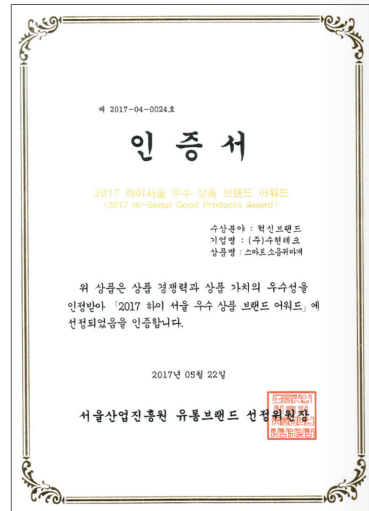 제 2017-04-0024호
인증서
2017 하이서울 우수 상품 브랜드 어워드
(2017 Hi-Seoul Good Products Award)
수상분야 : 혁신브랜드
기업명 : (주)수현테크
상품명 : 스마트소음귀마개
위 상품은 상품 경쟁력과 상품 가치의 우수성을
인정받아 「2017 하이 서울 우수 상품 브랜드 어워드」에
선정되었음을 인증합니다.
2017년 05월 22일
서울산업진흥원 유통브랜드 선정위원장